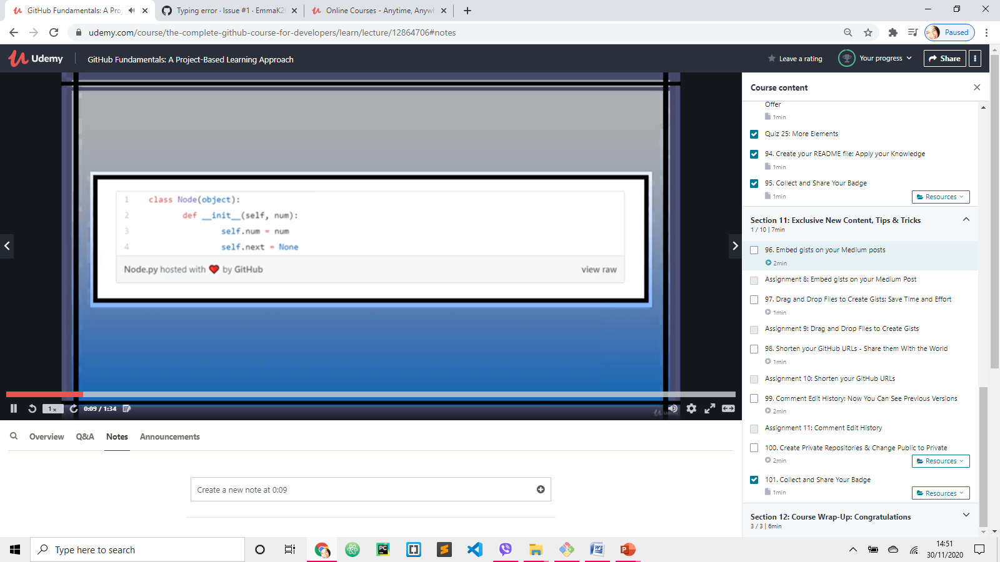 GitHub Fundamentals: A Proj
Typing error · Issue #1 · EmmaK2
Online Courses - Anytime, Anywh
udemy.com/course/the-complete-github-course-for-developers/learn/lecture/12864706#notes
Paused
Udemy
GitHub Fundamentals: A Project-Based Learning Approach
Leave a rating
Your progress
Share
1 class Node(object):
2 def __init__(self, num):
3 self.num = num
4 self.next = None
Node.py hosted with ❤ by GitHub
view raw
1x
0:09 / 1:34
Udemy
Overview
Q&A
Notes
Announcements
Create a new note at 0:09
Course content
Offer
1min
Quiz 25: More Elements
94. Create your README file: Apply your Knowledge
1min
95. Collect and Share Your Badge
1min
Resources
Section 11: Exclusive New Content, Tips & Tricks
1 / 10 | 7min
96. Embed gists on your Medium posts
2min
Assignment 8: Embed gists on your Medium Post
97. Drag and Drop Files to Create Gists: Save Time and Effort
1min
Assignment 9: Drag and Drop Files to Create Gists
98. Shorten your GitHub URLs - Share them With the World
1min
Assignment 10: Shorten your GitHub URLs
99. Comment Edit History: Now You Can See Previous Versions
2min
Assignment 11: Comment Edit History
100. Create Private Repositories & Change Public to Private
2min
Resources
101. Collect and Share Your Badge
1min
Resources
Section 12: Course Wrap-Up: Congratulations
3 / 3 | 6min
Type here to search
PC
14:51
30/11/2020